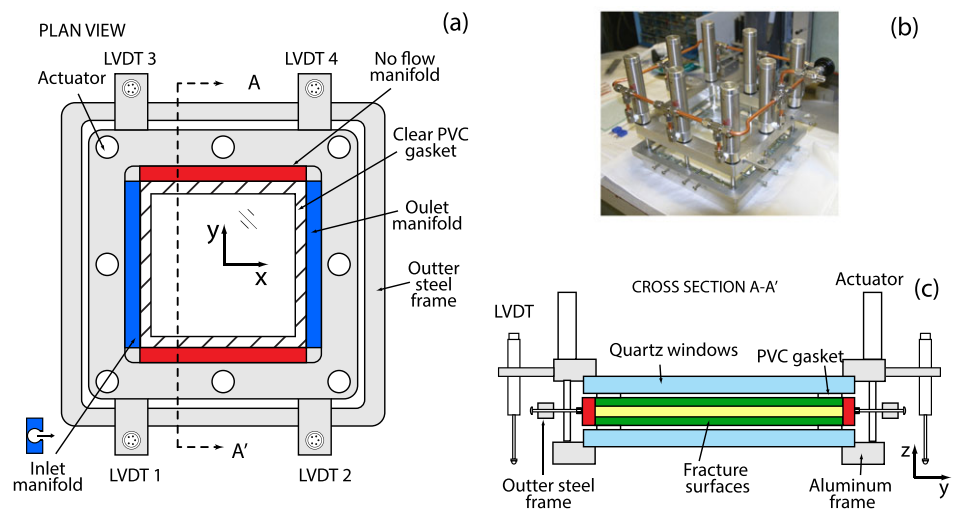 PLAN VIEW
(a)
LVDT 3
LVDT 4
No flow
manifold
Actuator
A
Clear PVC
gasket
Oulet
manifold
y
x
Outter
steel
frame
A'
Inlet
manifold
LVDT 1
LVDT 2
(b)
CROSS SECTION A-A'
Actuator
(c)
LVDT
Quartz windows
PVC gasket
Outter steel
frame
Fracture
surfaces
Aluminum
frame
z
y